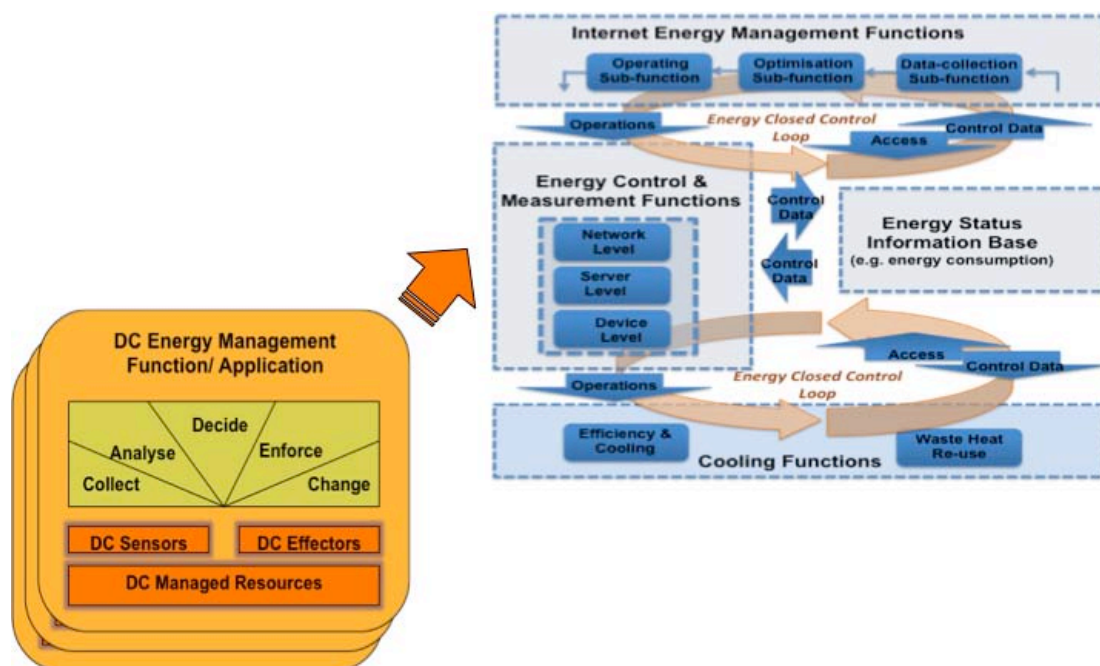 Internet Energy Management Functions
Operating
Sub-function
Optimisation
Sub-function
Data-collection
Sub-function
Operations
Energy Closed Control
Loop
Access
Control Data
Energy Control &
Measurement Functions
Network
Level
Server
Level
Device
Level
Control
Data
Control
Data
Energy Status
Information Base
(e.g. energy consumption)
Operations
Energy Closed Control
Loop
Access
Control Data
Efficiency &
Cooling
Waste Heat
Re-use
Cooling Functions
DC Energy Management
Function/ Application
Collect
Analyse
Decide
Enforce
Change
DC Sensors
DC Effectors
DC Managed Resources